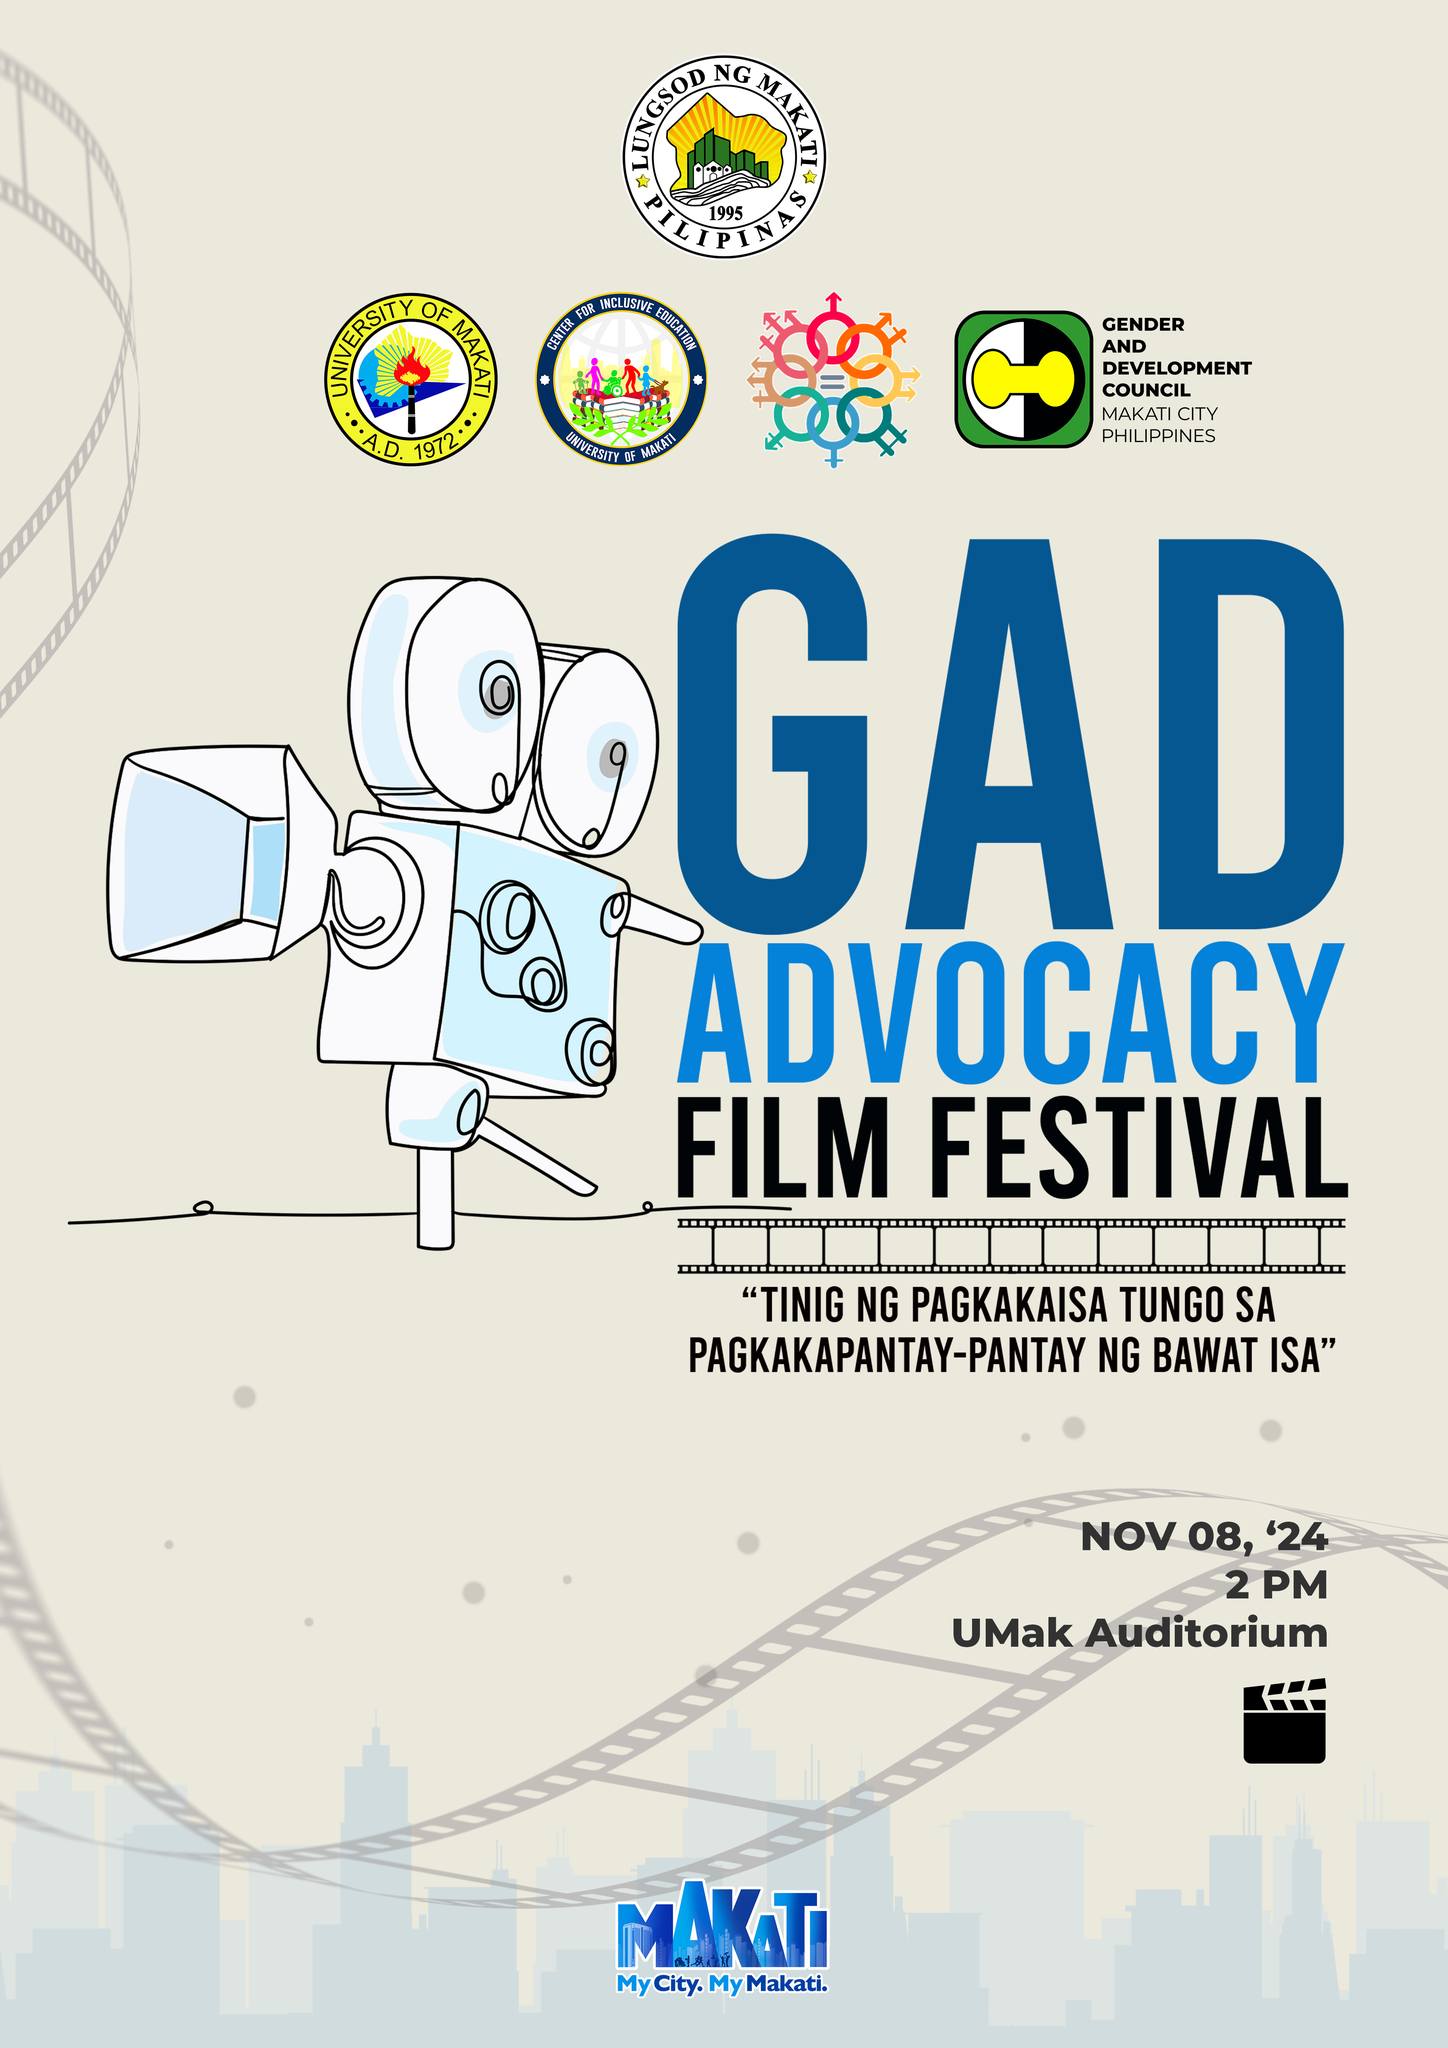 LUNGSOD NG MAKATI
1995
PILIPINAS
UNIVERSITY OF MAKATI
A.D. 1972
CENTER FOR INCLUSIVE EDUCATION
UNIVERSITY OF MAKATI
GENDER
AND
DEVELOPMENT
COUNCIL
MAKATI CITY
PHILIPPINES
GAD
ADVOCACY
FILM FESTIVAL
“TINIG NG PAGKAKAISA TUNGO SA
PAGKAKAPANTAY-PANTAY NG BAWAT ISA”
NOV 08, ‘24
2 PM
UMak Auditorium
MAKATI
My City. My Makati.